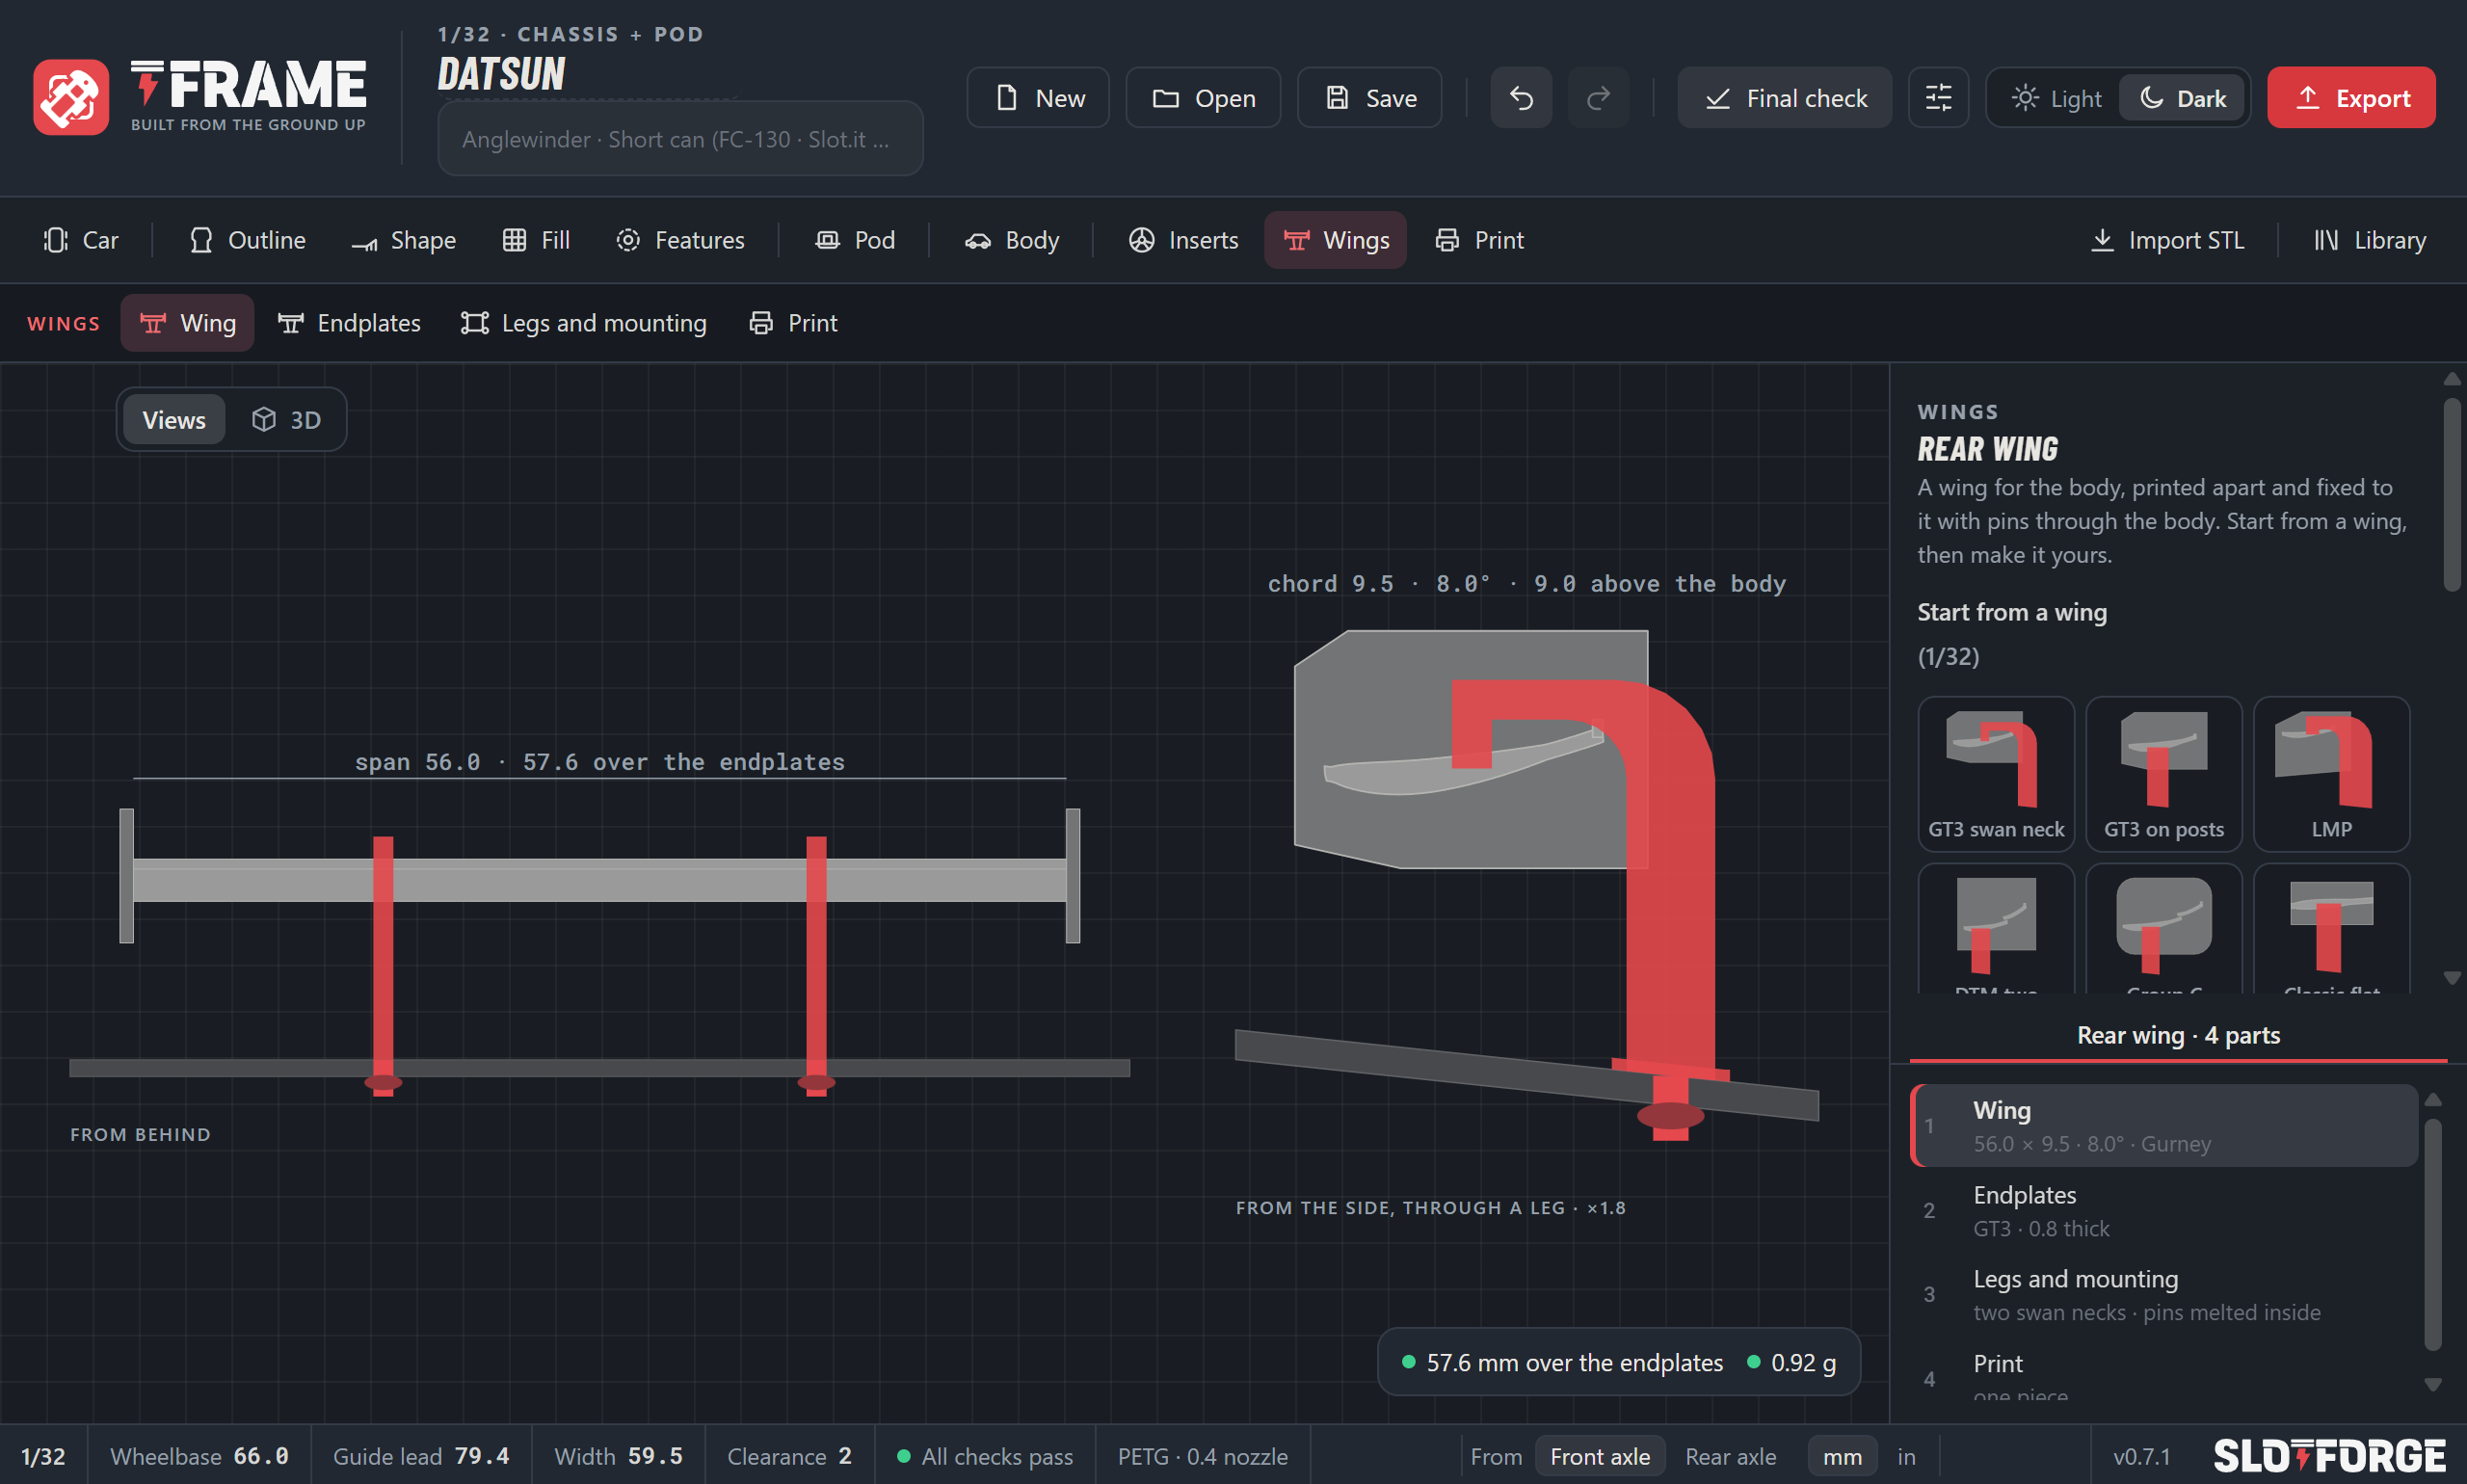 FRAME
BUILT FROM THE GROUND UP
1/32 · CHASSIS + POD
DATSUN
Anglewinder · Short can (FC-130 · Slot.it ...
New
Open
Save
Final check
Light
Dark
Export
Car
Outline
Shape
Fill
Features
Pod
Body
Inserts
Wings
Print
Import STL
Library
WINGS
Wing
Endplates
Legs and mounting
Print
Views
3D
span 56.0 · 57.6 over the endplates
FROM BEHIND
chord 9.5 · 8.0° · 9.0 above the body
FROM THE SIDE, THROUGH A LEG · ×1.8
57.6 mm over the endplates
0.92 g
WINGS
REAR WING
A wing for the body, printed apart and fixed to
it with pins through the body. Start from a wing,
then make it yours.
Start from a wing
(1/32)
GT3 swan neck
GT3 on posts
LMP
DTM two
Group C
Classic flat
Rear wing · 4 parts
1
Wing
56.0 × 9.5 · 8.0° · Gurney
2
Endplates
GT3 · 0.8 thick
3
Legs and mounting
two swan necks · pins melted inside
4
Print
one piece
1/32
Wheelbase 66.0
Guide lead 79.4
Width 59.5
Clearance 2
All checks pass
PETG · 0.4 nozzle
From
Front axle
Rear axle
mm
in
v0.7.1
SLOTFORGE